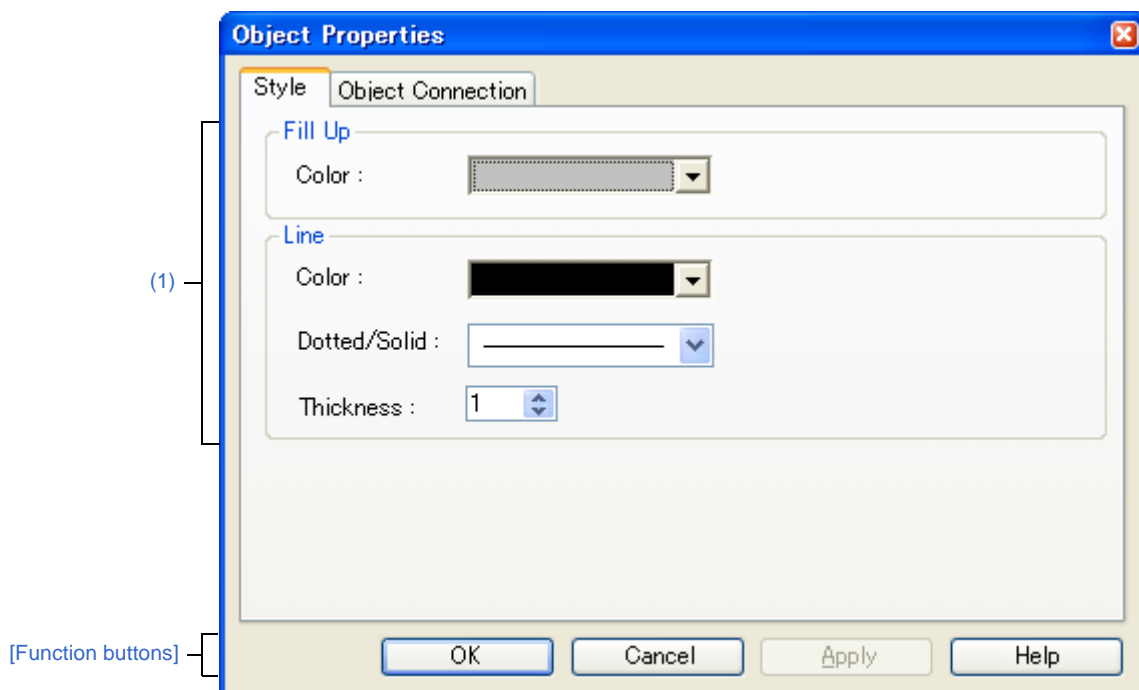 Object Properties
Style Object Connection
Fill Up
Color :
Line
(1)
Color :
Dotted/Solid :
Thickness : 1
[Function buttons]
OK Cancel Apply Help